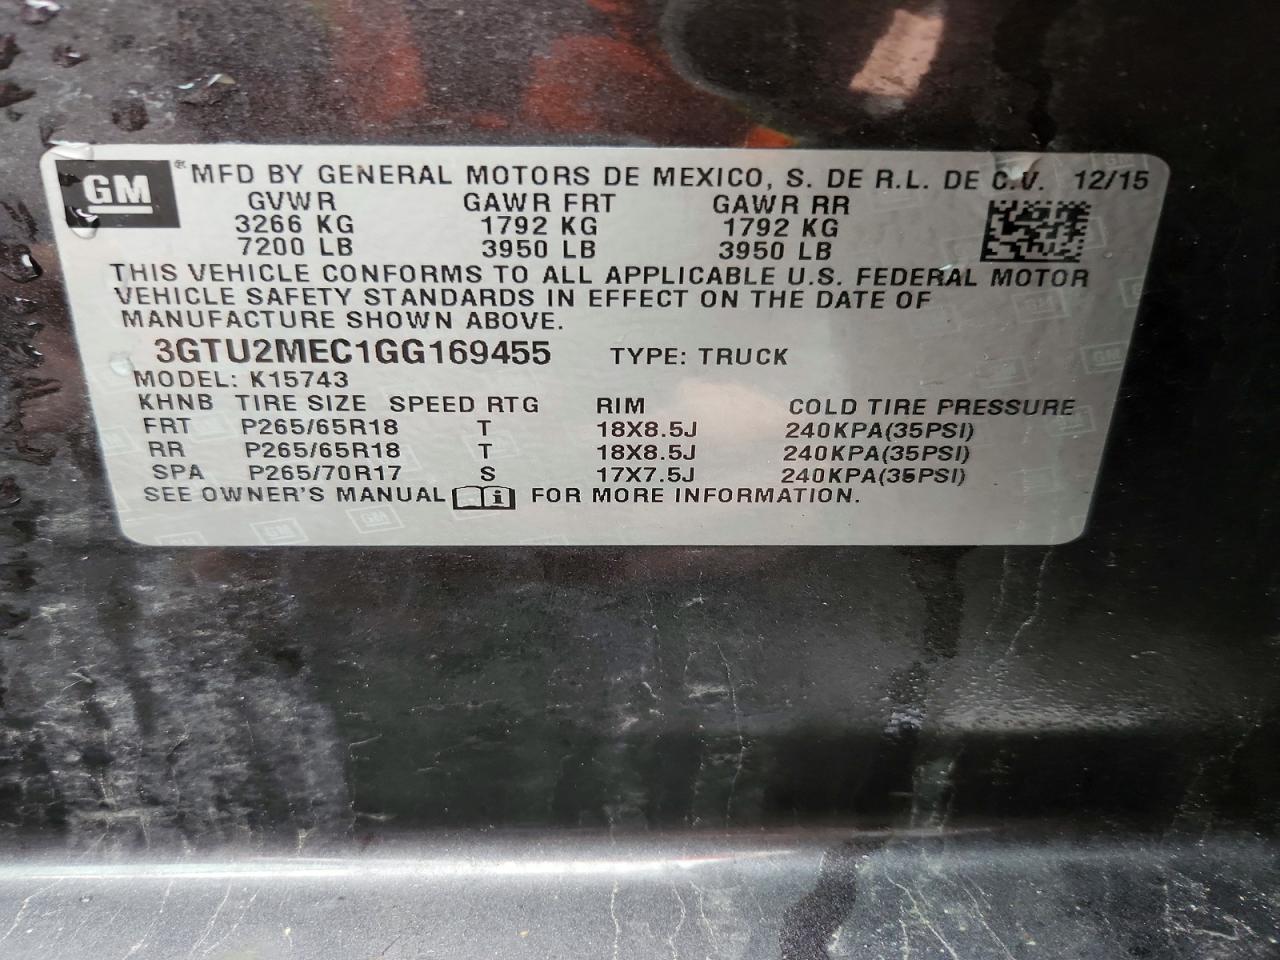 GM ® MFD BY GENERAL MOTORS DE MEXICO, S. DE R.L. DE C.V. 12/15
GVWR GAWR FRT GAWR RR
3266 KG 1792 KG 1792 KG
7200 LB 3950 LB 3950 LB
THIS VEHICLE CONFORMS TO ALL APPLICABLE U.S. FEDERAL MOTOR
VEHICLE SAFETY STANDARDS IN EFFECT ON THE DATE OF
MANUFACTURE SHOWN ABOVE.
3GTU2MEC1GG169455 TYPE: TRUCK
MODEL: K15743
KHNB TIRE SIZE SPEED RTG RIM COLD TIRE PRESSURE
FRT P265/65R18 T 18X8.5J 240KPA(35PSI)
RR P265/65R18 T 18X8.5J 240KPA(35PSI)
SPA P265/70R17 S 17X7.5J 240KPA(35PSI)
SEE OWNER'S MANUAL i FOR MORE INFORMATION.